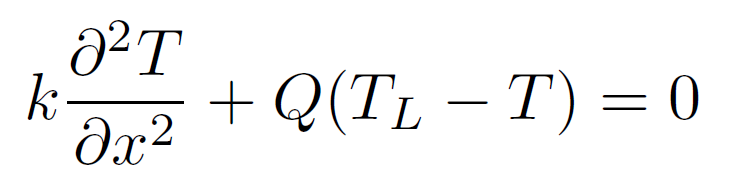 k ∂²T/∂x² + Q(T_L − T) = 0